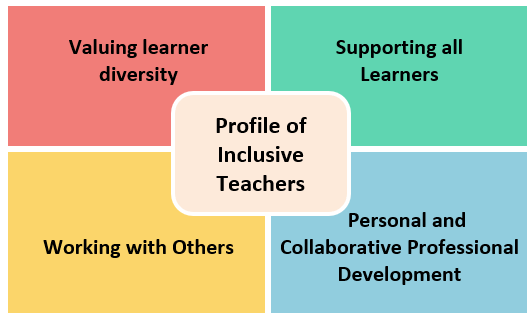 Valuing learner
diversity
Supporting all
Learners
Profile of
Inclusive
Teachers
Working with Others
Personal and
Collaborative Professional
Development